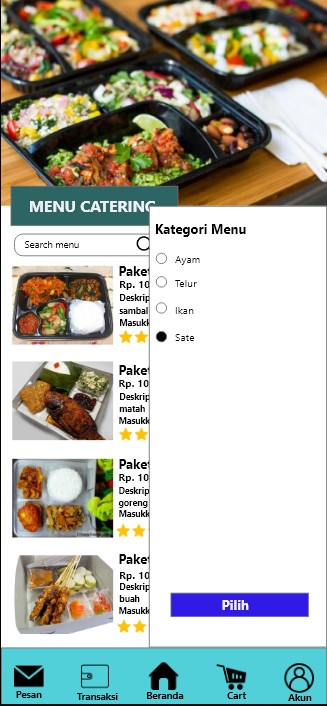 MENU CATERING
Kategori Menu
Search menu
Ayam
Telur
Ikan
Sate
Paket
Rp. 10
Deskrip
sambal
Masukk
Paket
Rp. 10
Deskrip
matah
Masukk
Paket
Rp. 10
Deskrip
goreng
Masukk
Paket
Rp. 10
Deskrip
buah
Masukk
Pilih
Pesan
Transaksi
Beranda
Cart
Akun